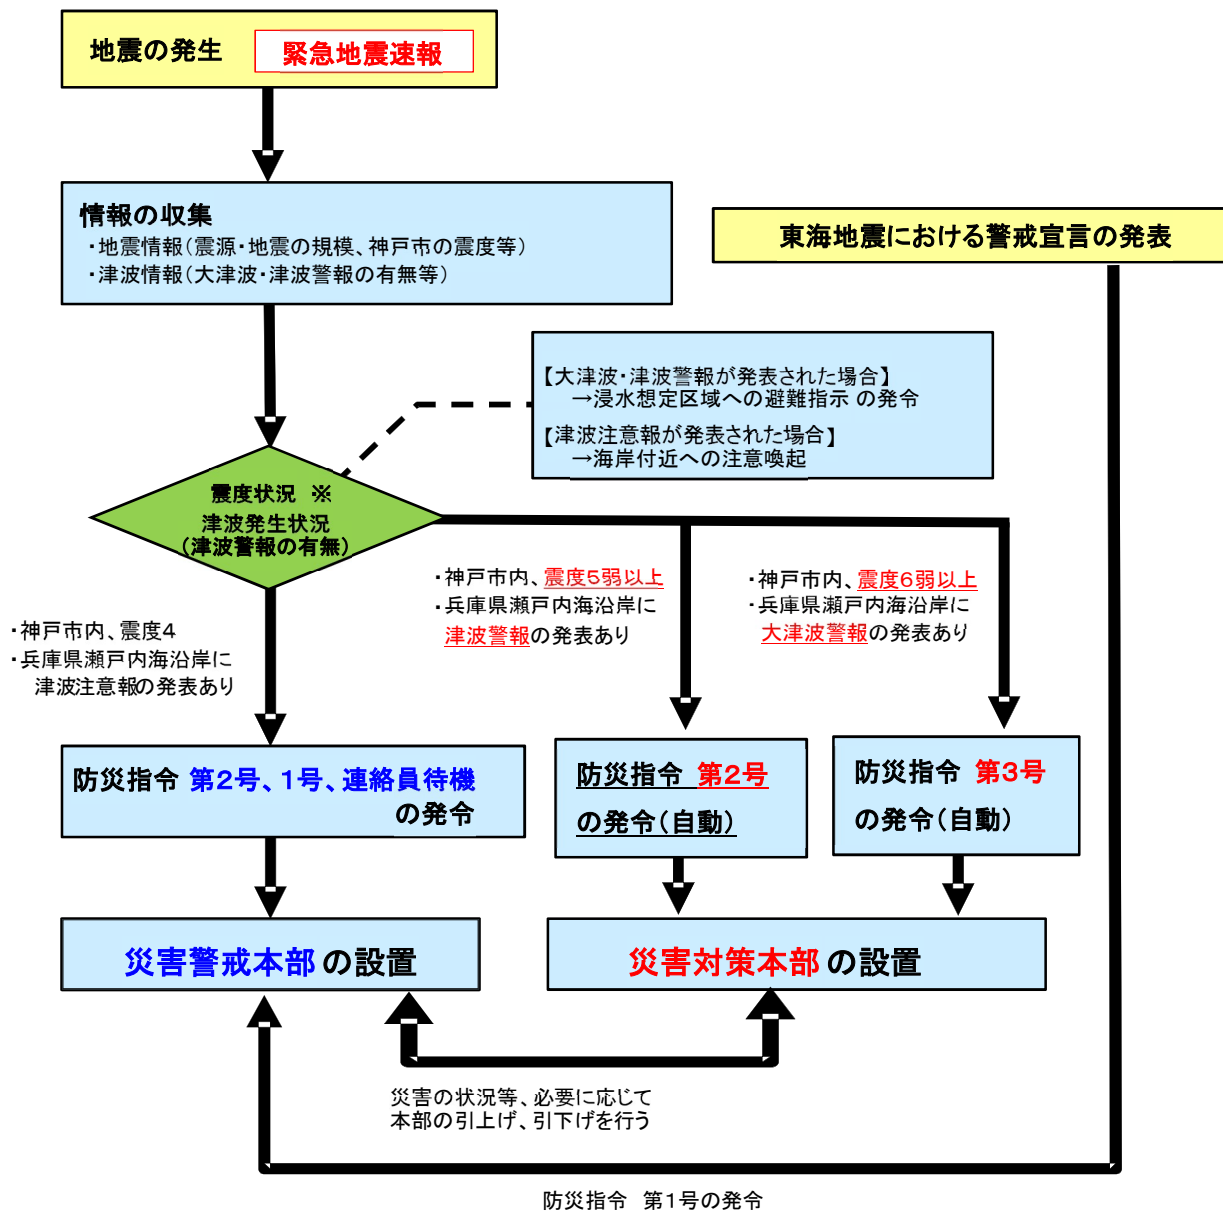 地震の発生 緊急地震速報
情報の収集
・地震情報(震源・地震の規模、神戸市の震度等)
・津波情報(大津波・津波警報の有無等)
東海地震における警戒宣言の発表
【大津波・津波警報が発表された場合】
→浸水想定区域への避難指示 の発令
【津波注意報が発表された場合】
→海岸付近への注意喚起
震度状況 ※
津波発生状況
(津波警報の有無)
・神戸市内、震度4
・兵庫県瀬戸内海沿岸に
津波注意報の発表あり
・神戸市内、震度5弱以上
・兵庫県瀬戸内海沿岸に
津波警報の発表あり
・神戸市内、震度6弱以上
・兵庫県瀬戸内海沿岸に
大津波警報の発表あり
防災指令 第2号、1号、連絡員待機
の発令
防災指令 第2号
の発令(自動)
防災指令 第3号
の発令(自動)
災害警戒本部 の設置
災害対策本部 の設置
災害の状況等、必要に応じて
本部の引上げ、引下げを行う
防災指令 第1号の発令